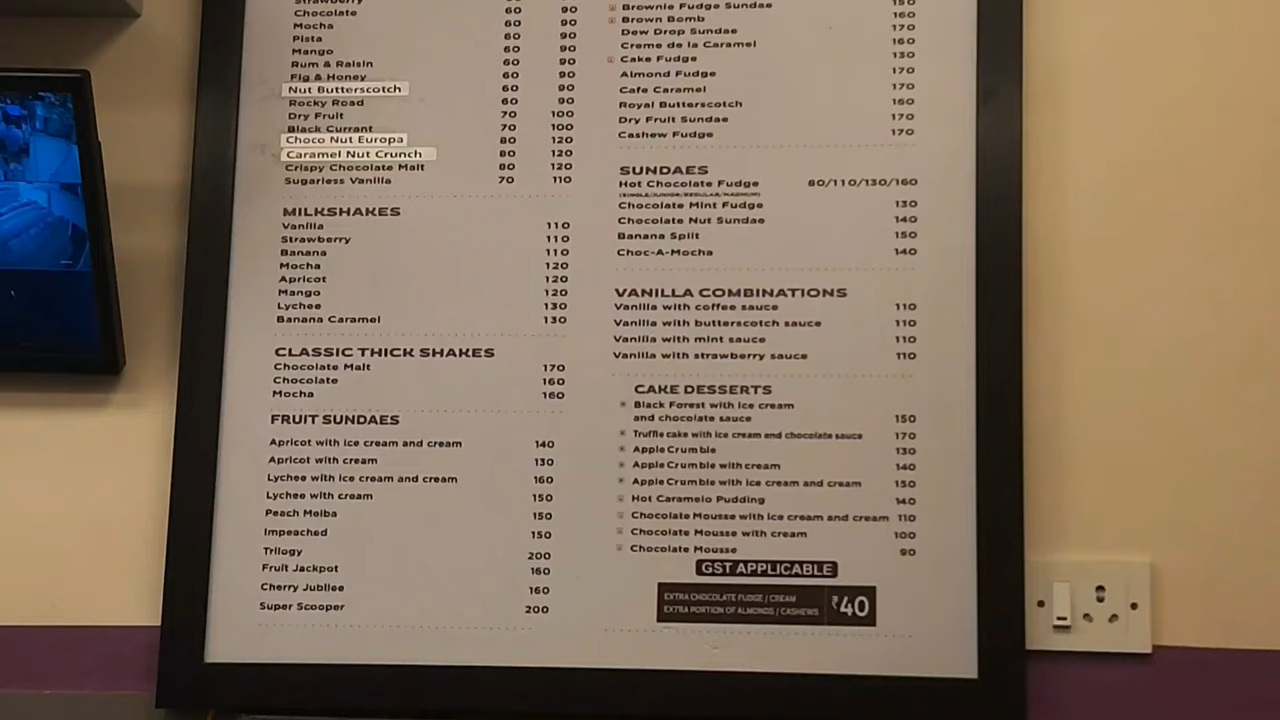 Strawberry 60 90
Chocolate 60 90
Mocha 60 90
Pista 60 90
Mango 60 90
Rum & Raisin 60 90
Fig & Honey 60 90
Nut Butterscotch 60 90
Rocky Road 60 90
Dry Fruit 70 100
Black Currant 70 100
Choco Nut Europa 80 120
Caramel Nut Crunch 80 120
Crispy Chocolate Malt 80 120
Sugarless Vanilla 70 110
MILKSHAKES
Vanilla 110
Strawberry 110
Banana 110
Mocha 120
Apricot 120
Mango 120
Lychee 130
Banana Caramel 130
CLASSIC THICK SHAKES
Chocolate Malt 170
Chocolate 160
Mocha 160
FRUIT SUNDAES
Apricot with ice cream and cream 140
Apricot with cream 130
Lychee with ice cream and cream 160
Lychee with cream 150
Peach Melba 150
Impeached 150
Trilogy 200
Fruit Jackpot 160
Cherry Jubilee 160
Super Scooper 200
Brownie Fudge Sundae 150
Brown Bomb 160
Dew Drop Sundae 170
Creme de la Caramel 160
Cake Fudge 130
Almond Fudge 170
Cafe Caramel 170
Royal Butterscotch 160
Dry Fruit Sundae 170
Cashew Fudge 170
SUNDAES
Hot Chocolate Fudge 80/110/130/160
(SINGLE/JUNIOR/REGULAR/MAGNUM)
Chocolate Mint Fudge 130
Chocolate Nut Sundae 140
Banana Split 150
Choc-A-Mocha 140
VANILLA COMBINATIONS
Vanilla with coffee sauce 110
Vanilla with butterscotch sauce 110
Vanilla with mint sauce 110
Vanilla with strawberry sauce 110
CAKE DESSERTS
Black Forest with ice cream
and chocolate sauce 150
Truffle cake with ice cream and chocolate sauce 170
Apple Crumble 130
Apple Crumble with cream 140
Apple Crumble with ice cream and cream 150
Hot Caramelo Pudding 140
Chocolate Mousse with ice cream and cream 110
Chocolate Mousse with cream 100
Chocolate Mousse 90
GST APPLICABLE
EXTRA CHOCOLATE FUDGE / CREAM
EXTRA PORTION OF ALMONDS / CASHEWS ₹40